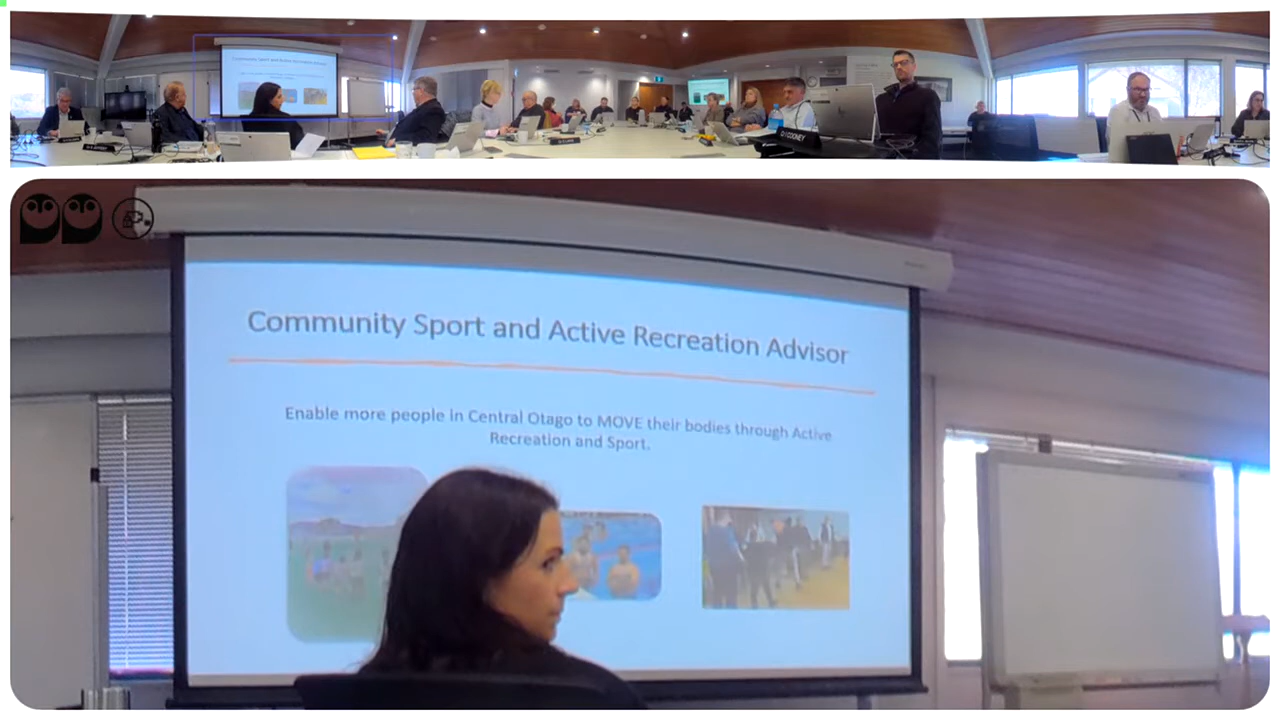 Community Sport and Active Recreation Advisor
Enable more people in Central Otago to MOVE their bodies through Active
Recreation and Sport.